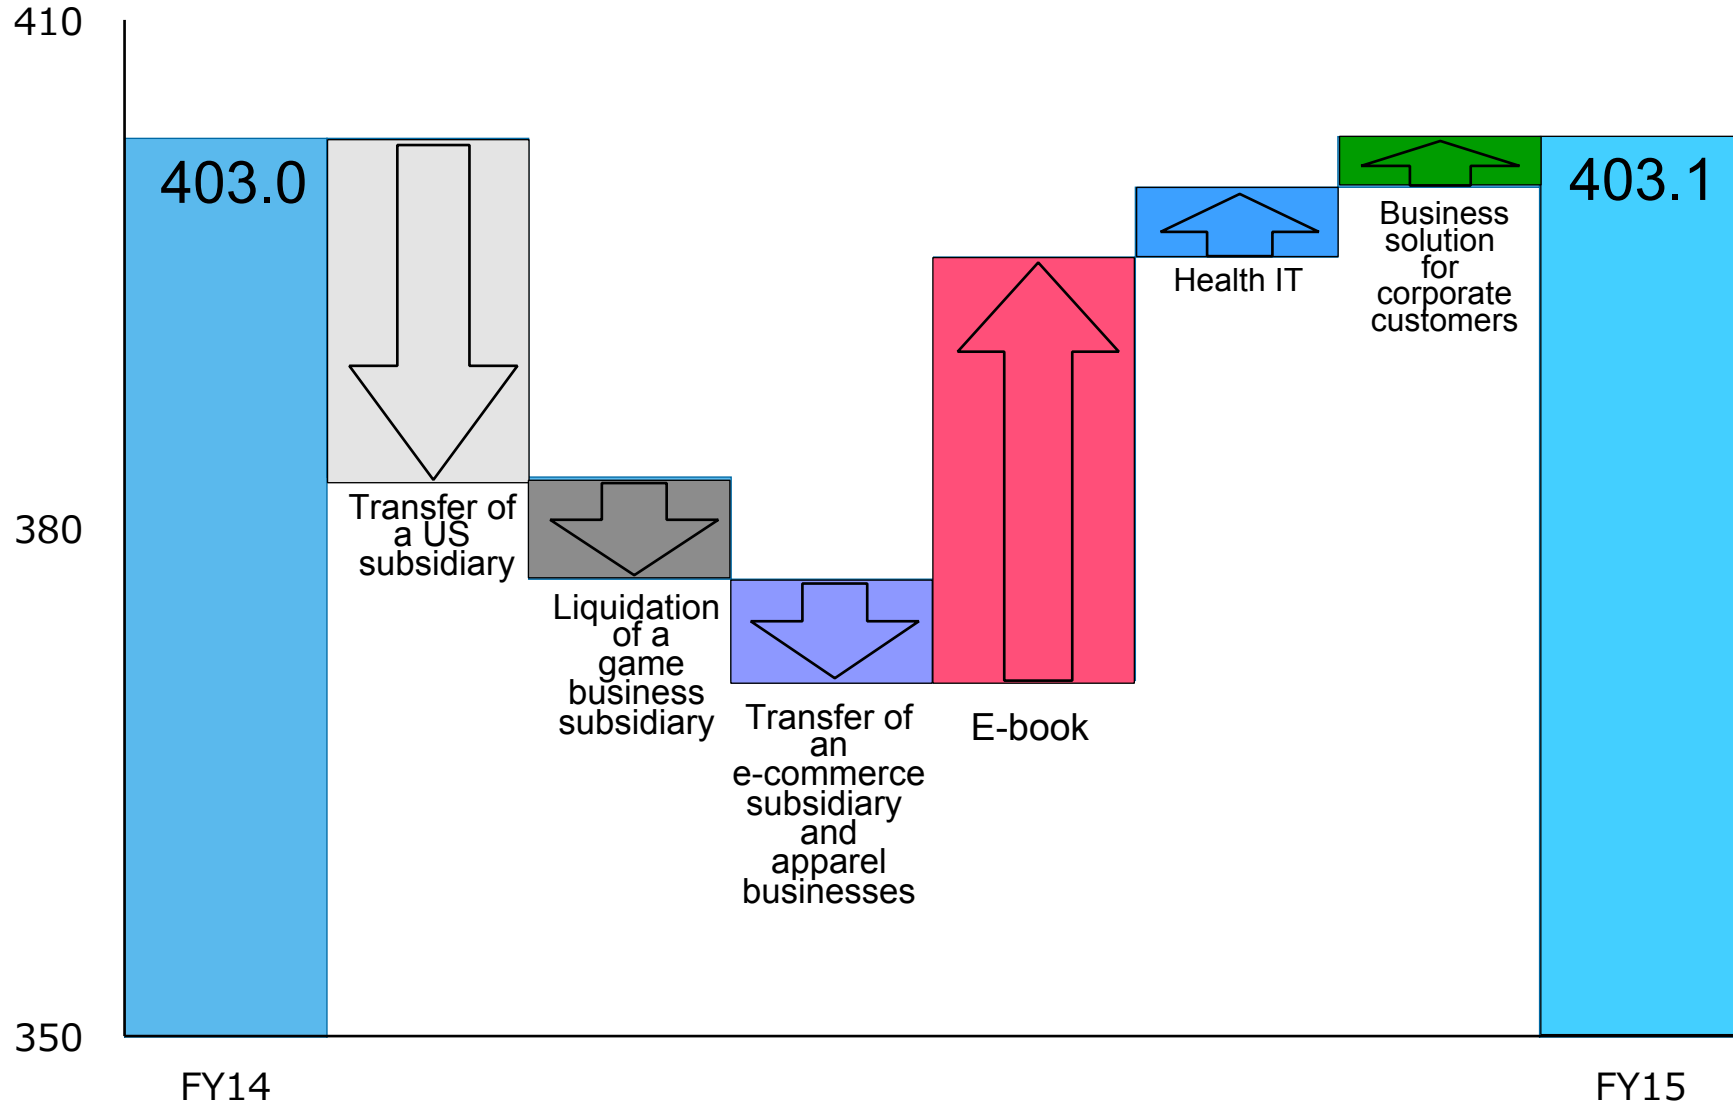 410
403.0
403.1
Business
solution
for
corporate
customers
Health IT
Transfer of
a US
subsidiary
380
Liquidation
of a
game
business
subsidiary
Transfer of
an
e-commerce
subsidiary
and
apparel
businesses
E-book
350
FY14
FY15